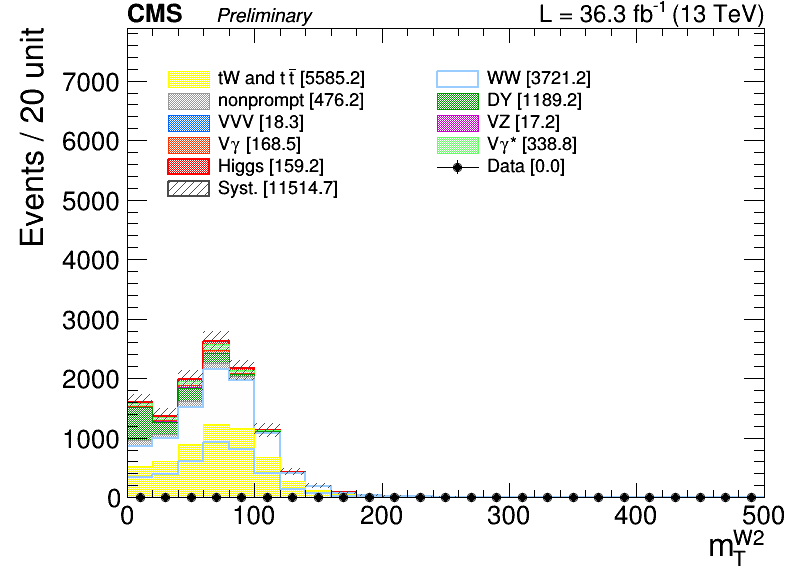 CMS Preliminary L = 36.3 fb⁻¹ (13 TeV)
Events / 20 unit
7000
6000
5000
4000
3000
2000
1000
0
tW and tt̄ [5585.2] WW [3721.2]
nonprompt [476.2] DY [1189.2]
VVV [18.3] VZ [17.2]
Vγ [168.5] Vγ* [338.8]
Higgs [159.2] Data [0.0]
Syst. [11514.7]
0 100 200 300 400 500
m_T^W2